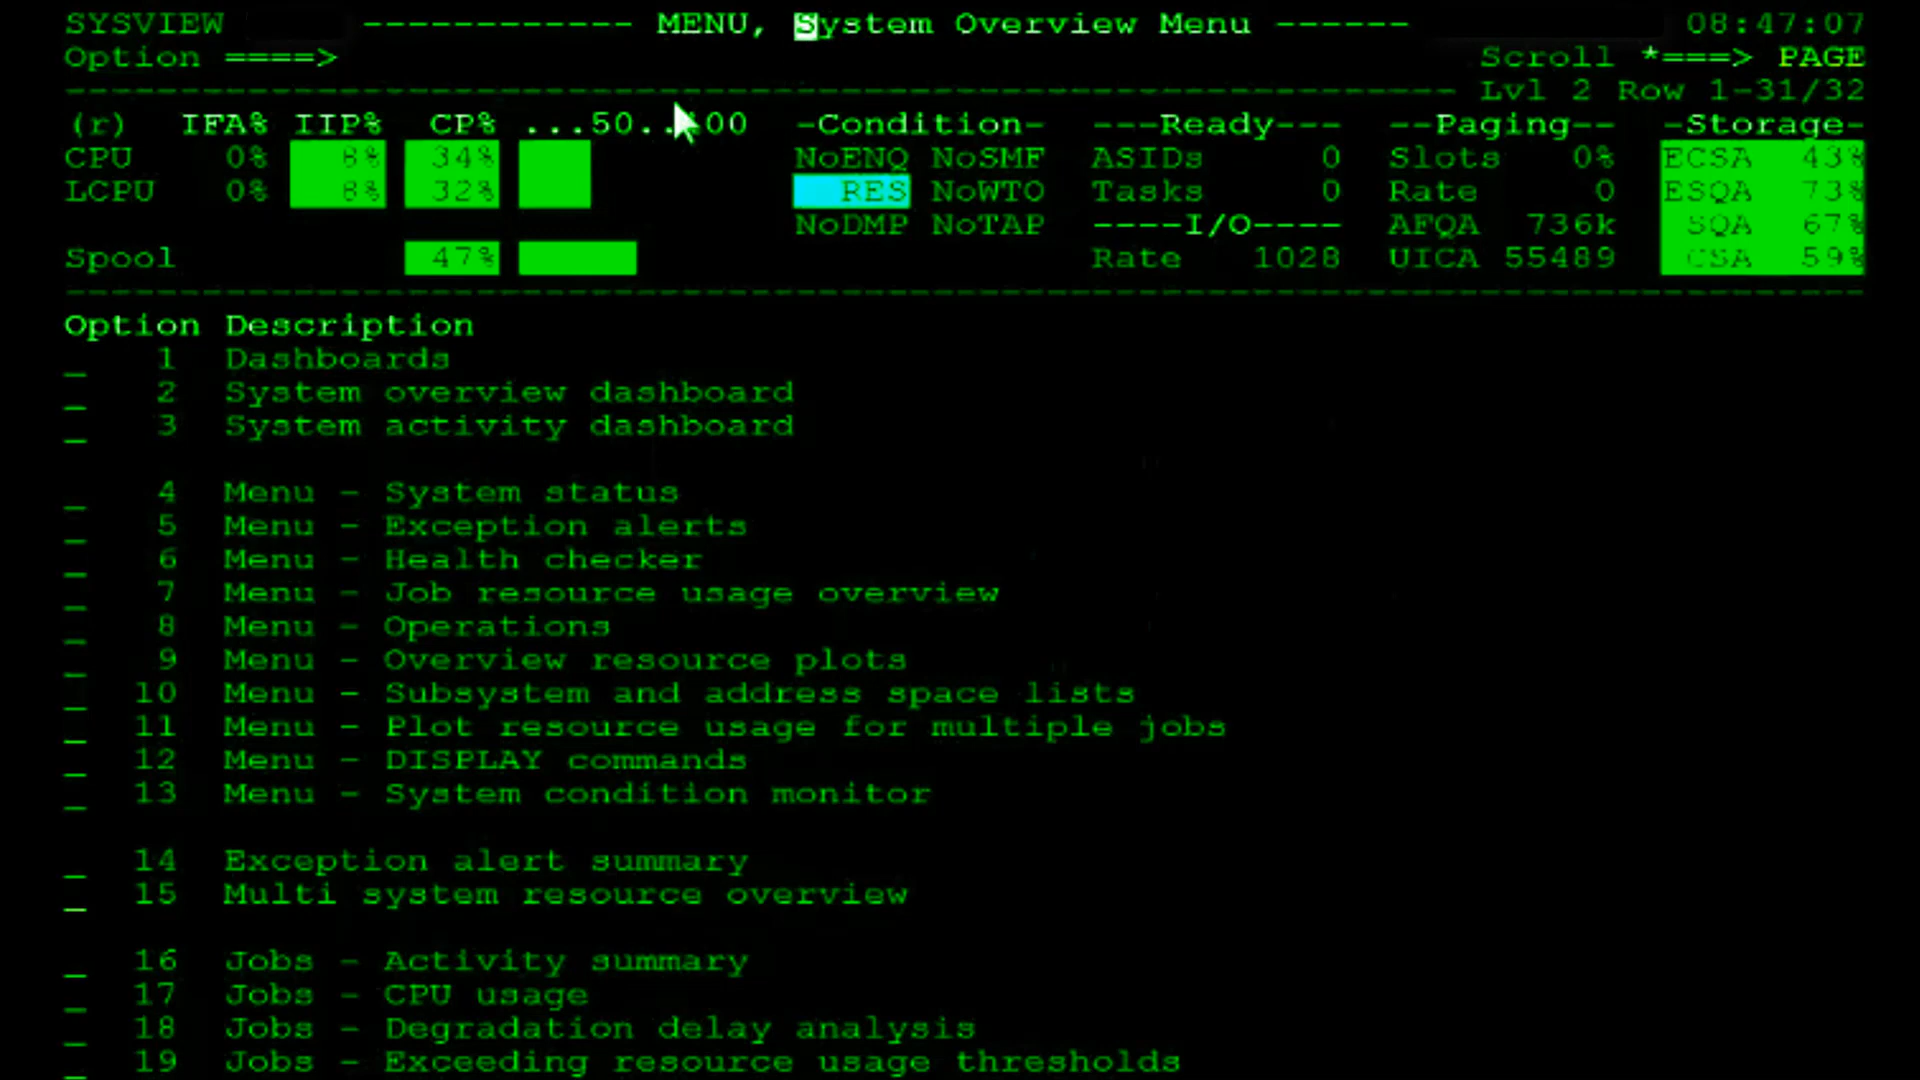 SYSVIEW ------------ MENU, System Overview Menu ------ 08:47:07
Option ====> Scroll *===> PAGE
Lvl 2 Row 1-31/32
(r) IFA% IIP% CP% ...50...00 -Condition- ---Ready--- --Paging-- -Storage-
CPU 0% 8% 34% NoENQ NoSMF ASIDs 0 Slots 0% ECSA 43%
LCPU 0% 8% 32% RES NoWTO Tasks 0 Rate 0 ESQA 73%
NoDMP NoTAP ----I/O---- AFQA 736k SQA 67%
Spool 47% Rate 1028 UICA 55489 CSA 59%
Option Description
_ 1 Dashboards
_ 2 System overview dashboard
_ 3 System activity dashboard
_ 4 Menu - System status
_ 5 Menu - Exception alerts
_ 6 Menu - Health checker
_ 7 Menu - Job resource usage overview
_ 8 Menu - Operations
_ 9 Menu - Overview resource plots
_ 10 Menu - Subsystem and address space lists
_ 11 Menu - Plot resource usage for multiple jobs
_ 12 Menu - DISPLAY commands
_ 13 Menu - System condition monitor
_ 14 Exception alert summary
_ 15 Multi system resource overview
_ 16 Jobs - Activity summary
_ 17 Jobs - CPU usage
_ 18 Jobs - Degradation delay analysis
_ 19 Jobs - Exceeding resource usage thresholds